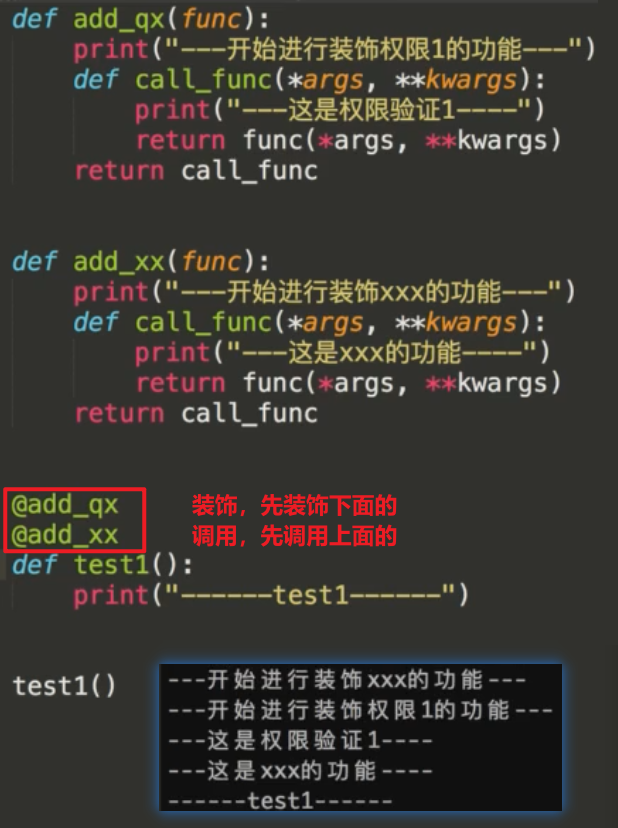 def add_qx(func):
print("---开始进行装饰权限1的功能---")
def call_func(*args, **kwargs):
print("---这是权限验证1----")
return func(*args, **kwargs)
return call_func
def add_xx(func):
print("---开始进行装饰xxx的功能---")
def call_func(*args, **kwargs):
print("---这是xxx的功能----")
return func(*args, **kwargs)
return call_func
@add_qx 装饰，先装饰下面的
@add_xx 调用，先调用上面的
def test1():
print("------test1------")
test1()
---开始进行装饰xxx的功能---
---开始进行装饰权限1的功能---
---这是权限验证1----
---这是xxx的功能----
------test1------